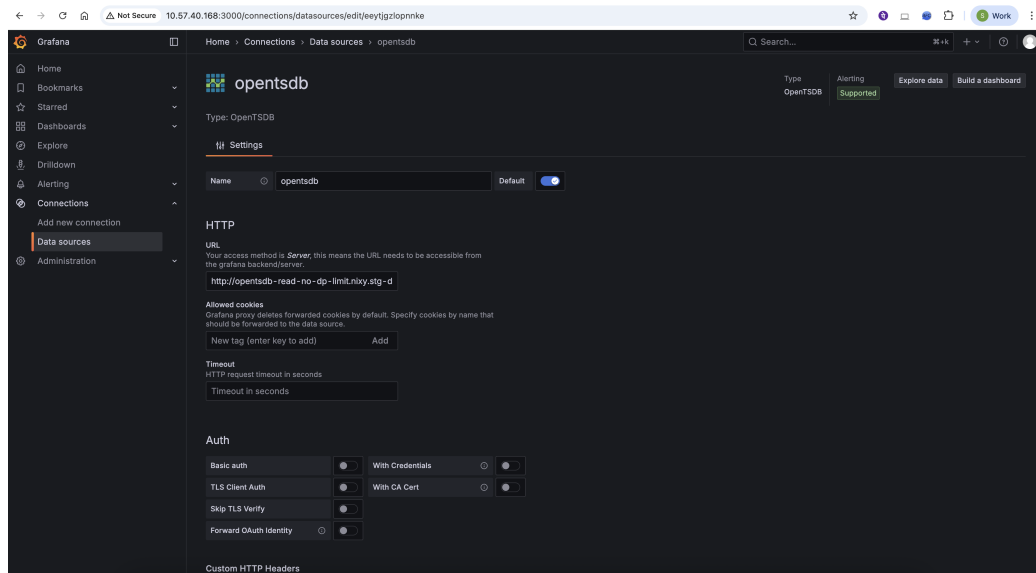 Not Secure 10.57.40.168:3000/connections/datasources/edit/eeytjgzlopnnke
S Work
Grafana
Home › Connections › Data sources › opentsdb
Search... ⌘+k
Home
Bookmarks
Starred
Dashboards
Explore
Drilldown
Alerting
Connections
Add new connection
Data sources
Administration
opentsdb
Type: OpenTSDB
Type
OpenTSDB
Alerting
Supported
Explore data
Build a dashboard
Settings
Name opentsdb Default
HTTP
URL
Your access method is Server, this means the URL needs to be accessible from
the grafana backend/server.
http://opentsdb-read-no-dp-limit.nixy.stg-d
Allowed cookies
Grafana proxy deletes forwarded cookies by default. Specify cookies by name that
should be forwarded to the data source.
New tag (enter key to add) Add
Timeout
HTTP request timeout in seconds
Timeout in seconds
Auth
Basic auth With Credentials
TLS Client Auth With CA Cert
Skip TLS Verify
Forward OAuth Identity
Custom HTTP Headers